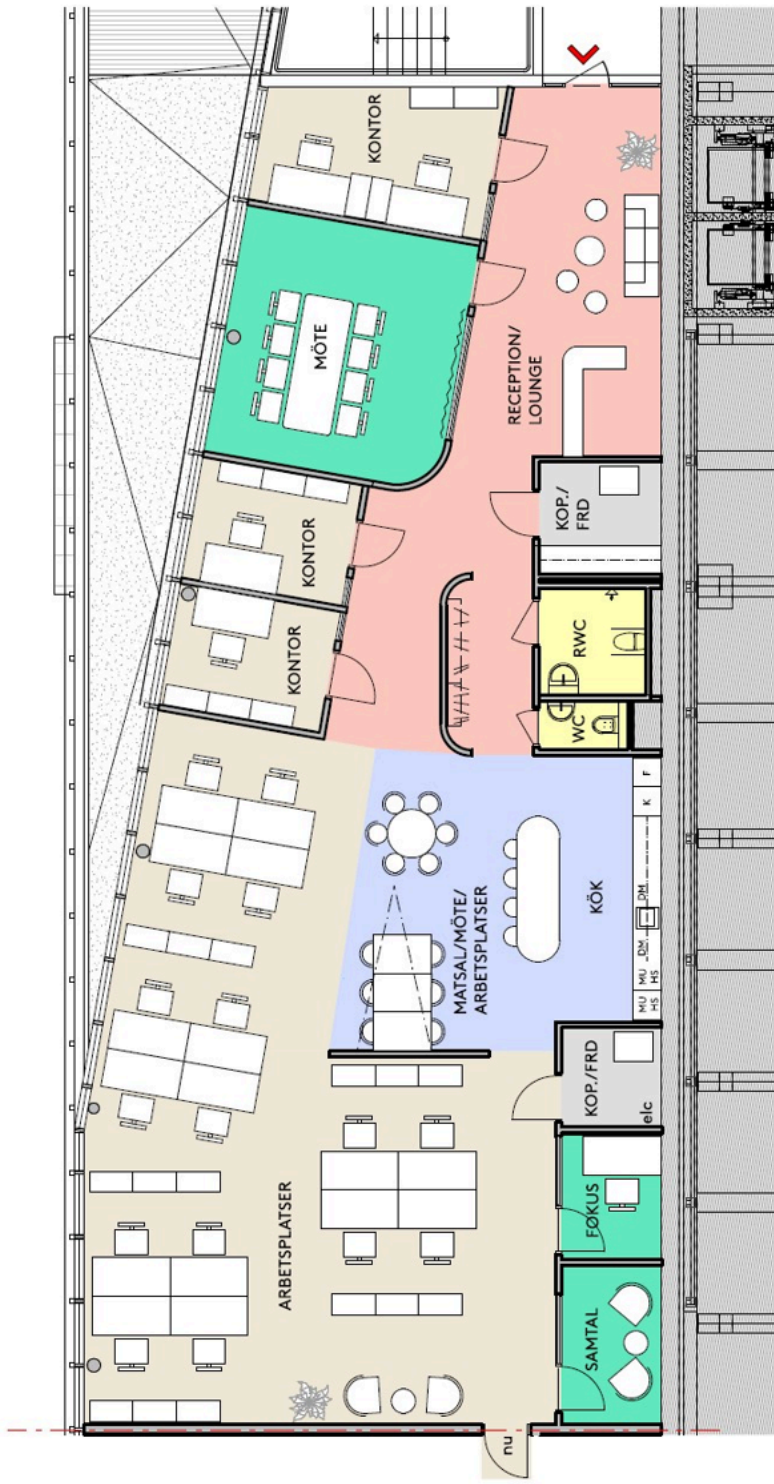 KONTOR
MÖTE
RECEPTION/
LOUNGE
KOP./
FRD
KONTOR
KONTOR
RWC
WC
MATSAL/MÖTE/
ARBETSPLATSER
KÖK
F
K
DM
DM
MU
HS
MU
HS
KOP./FRD
elc
ARBETSPLATSER
FOKUS
SAMTAL
nu